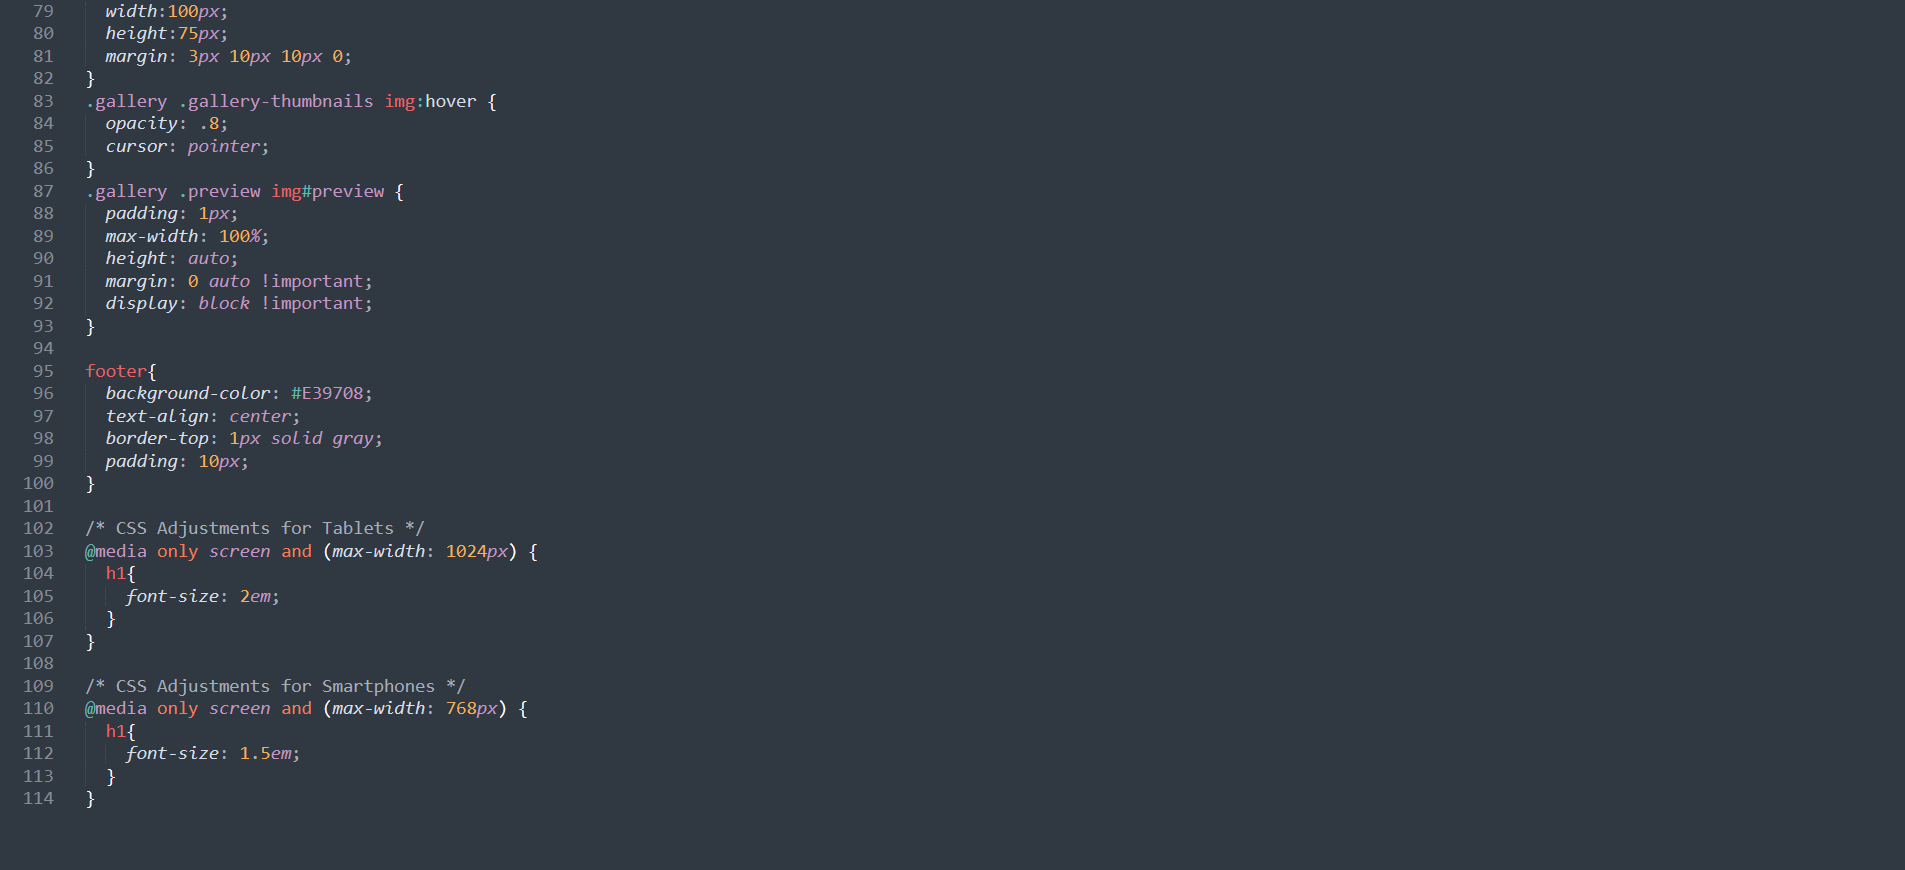 79 width:100px;
80 height:75px;
81 margin: 3px 10px 10px 0;
82 }
83 .gallery .gallery-thumbnails img:hover {
84 opacity: .8;
85 cursor: pointer;
86 }
87 .gallery .preview img#preview {
88 padding: 1px;
89 max-width: 100%;
90 height: auto;
91 margin: 0 auto !important;
92 display: block !important;
93 }
94
95 footer{
96 background-color: #E39708;
97 text-align: center;
98 border-top: 1px solid gray;
99 padding: 10px;
100 }
101
102 /* CSS Adjustments for Tablets */
103 @media only screen and (max-width: 1024px) {
104 h1{
105 font-size: 2em;
106 }
107 }
108
109 /* CSS Adjustments for Smartphones */
110 @media only screen and (max-width: 768px) {
111 h1{
112 font-size: 1.5em;
113 }
114 }